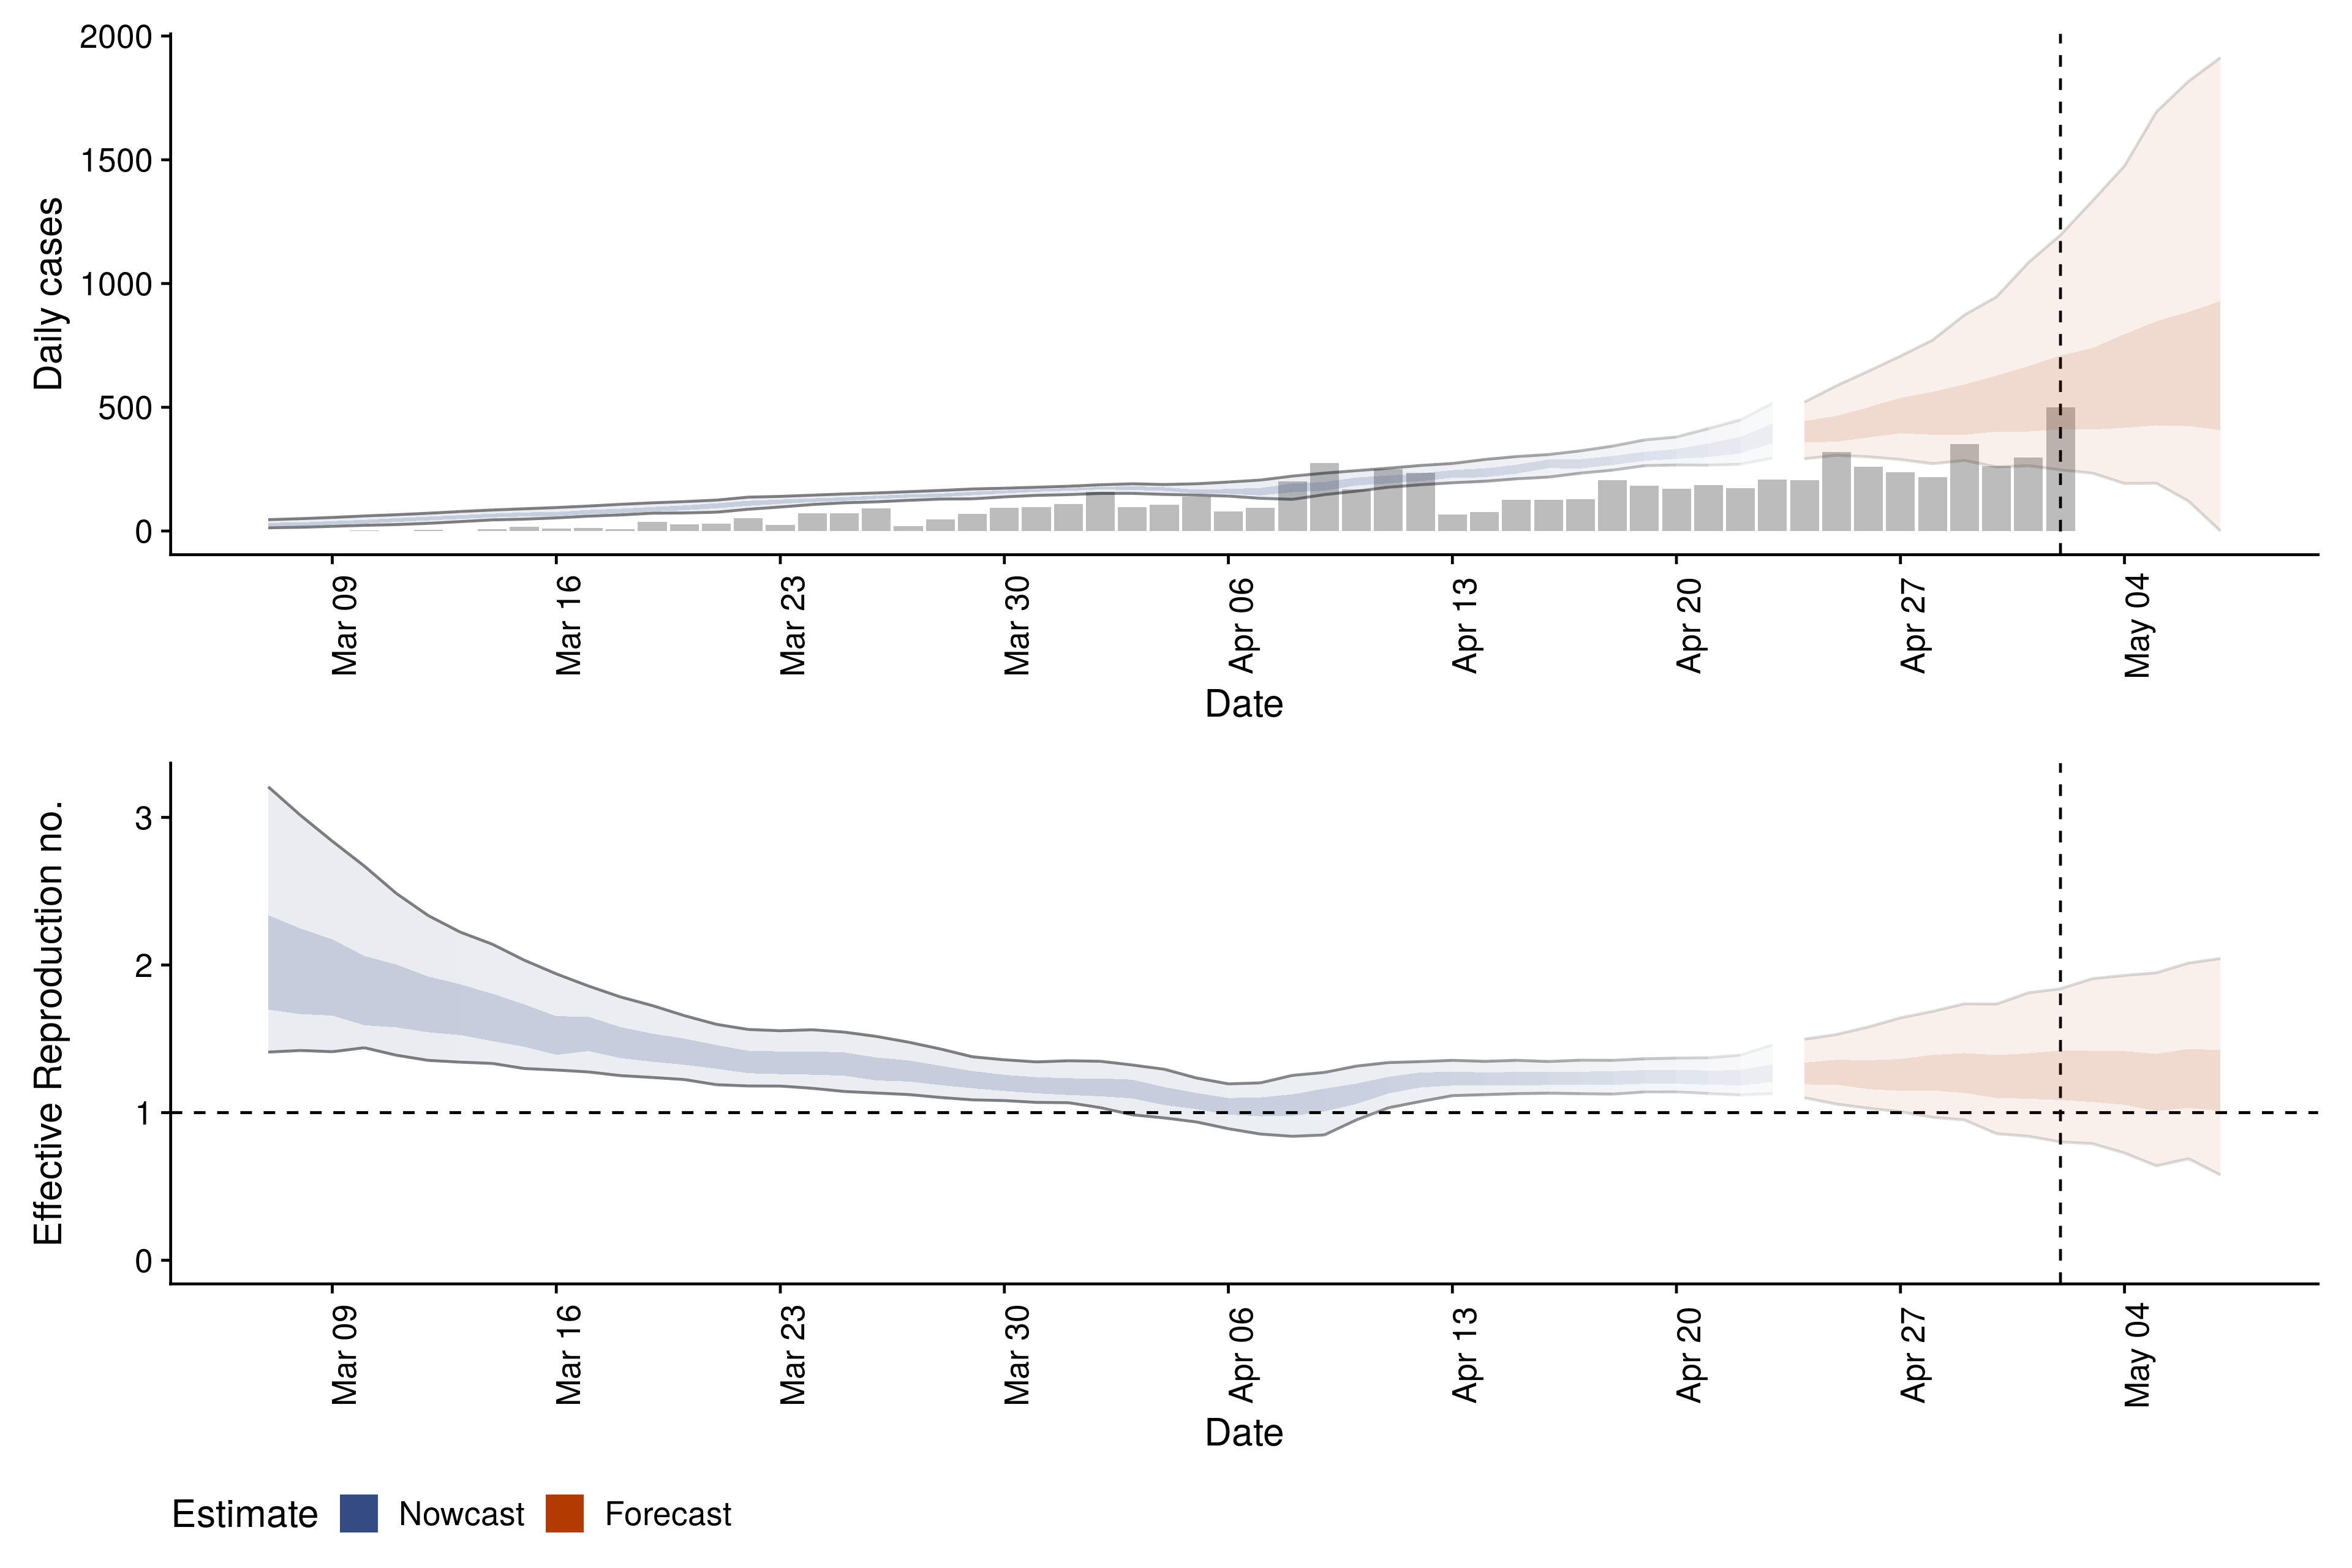 2000
1500
1000
500
0
Daily cases
Mar 09 Mar 16 Mar 23 Mar 30 Apr 06 Apr 13 Apr 20 Apr 27 May 04
Date
3
2
1
0
Effective Reproduction no.
Mar 09 Mar 16 Mar 23 Mar 30 Apr 06 Apr 13 Apr 20 Apr 27 May 04
Date
Estimate Nowcast Forecast